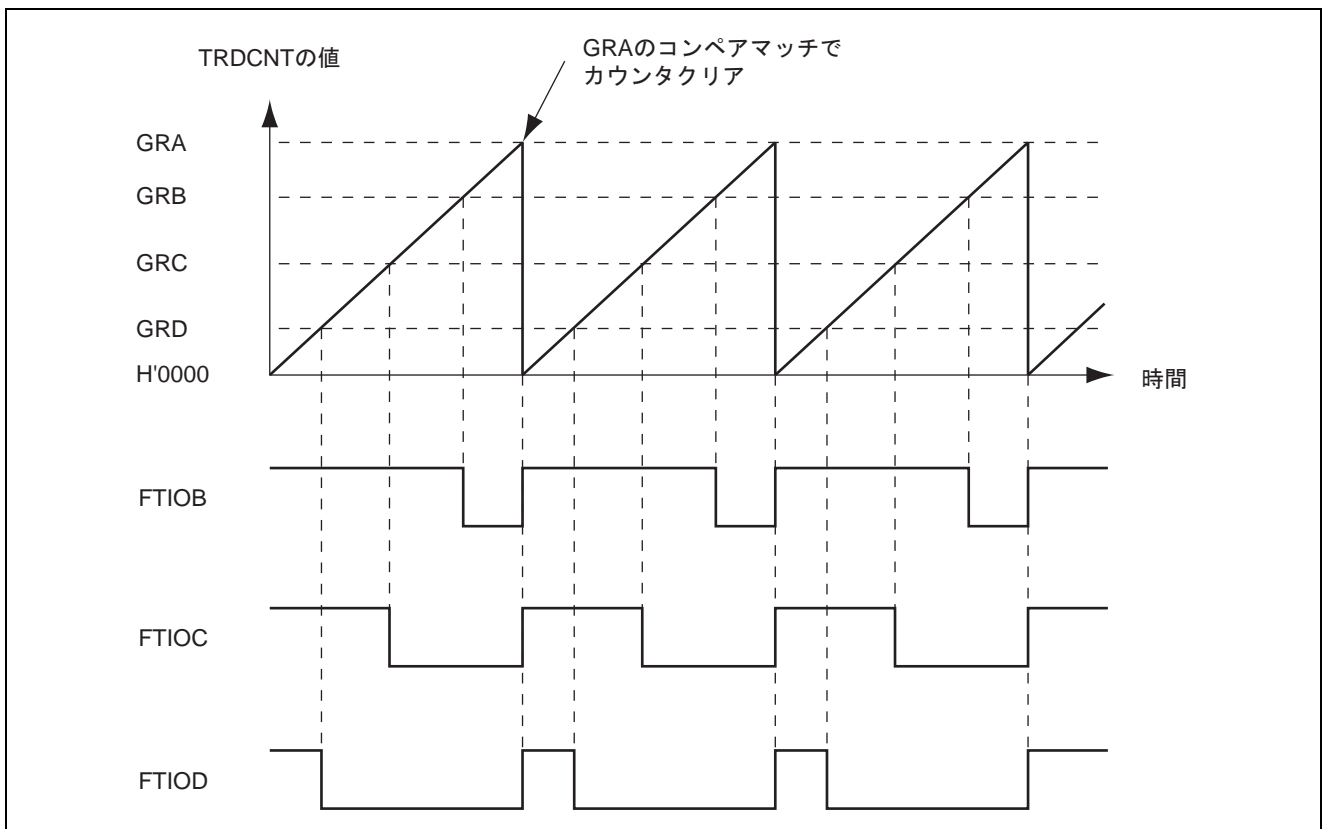 TRDCNTの値
GRAのコンペアマッチで
カウンタクリア
GRA
GRB
GRC
GRD
H'0000
時間
FTIOB
FTIOC
FTIOD